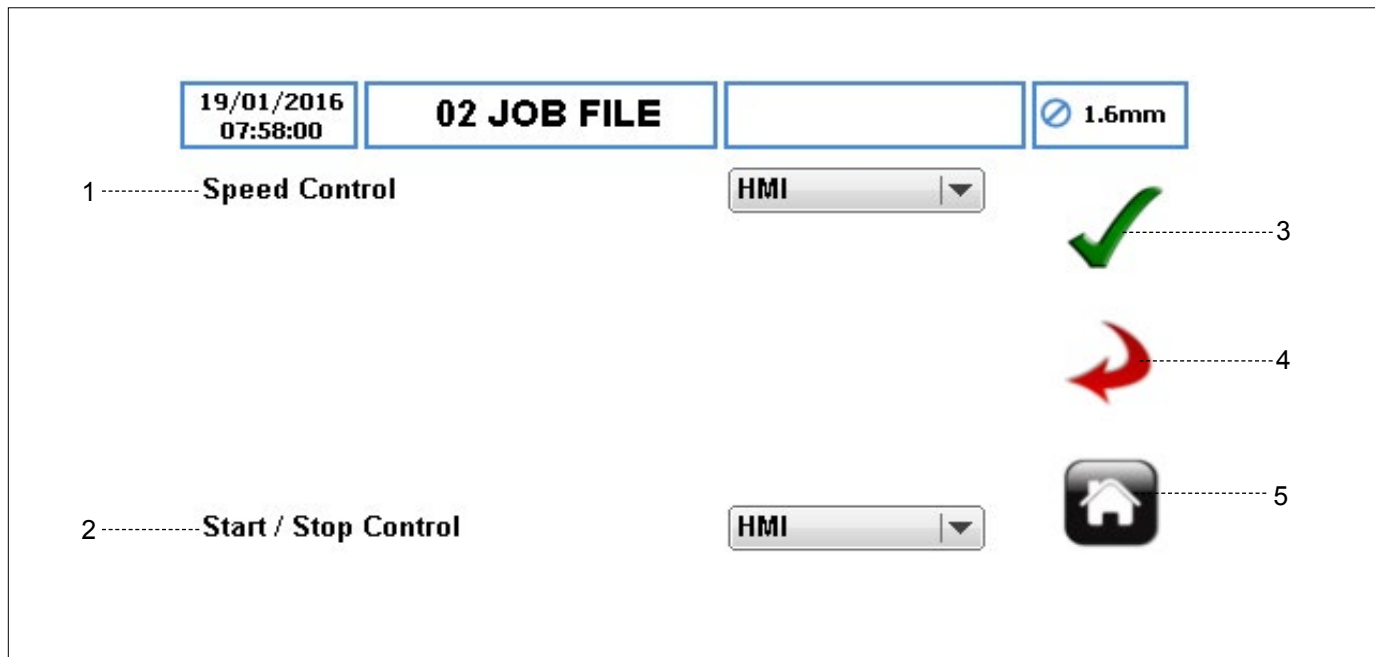 19/01/2016
07:58:00
02 JOB FILE
1.6mm
1 Speed Control HMI
3
4
5
2 Start / Stop Control HMI